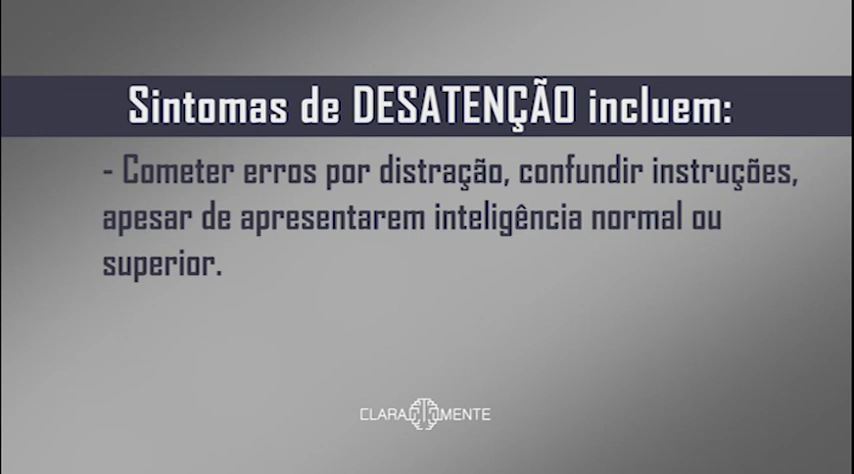 Sintomas de DESATENÇÃO incluem:
- Cometer erros por distração, confundir instruções,
apesar de apresentarem inteligência normal ou
superior.
CLARAMENTE